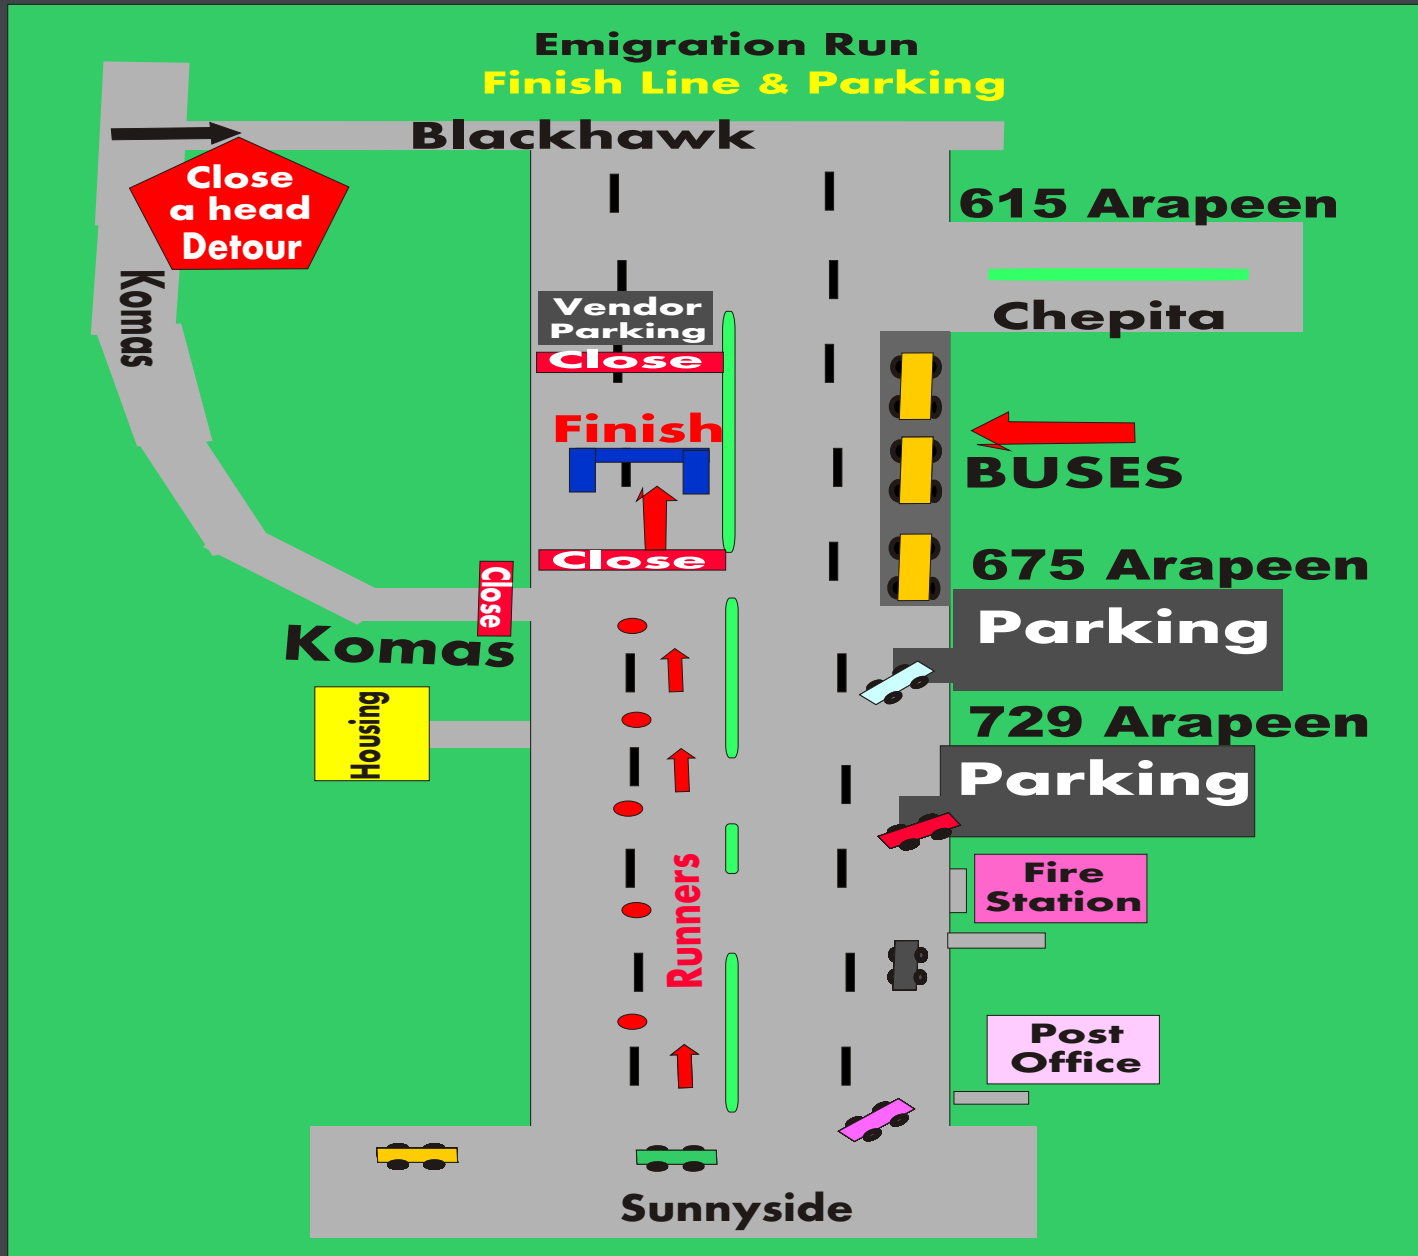 Emigration Run
Finish Line & Parking
Blackhawk
Close
a head
Detour
615 Arapeen
Komas
Vendor
Parking
Chepita
Close
Finish
BUSES
Close
675 Arapeen
Close
Parking
Komas
Housing
729 Arapeen
Parking
Runners
Fire
Station
Post
Office
Sunnyside